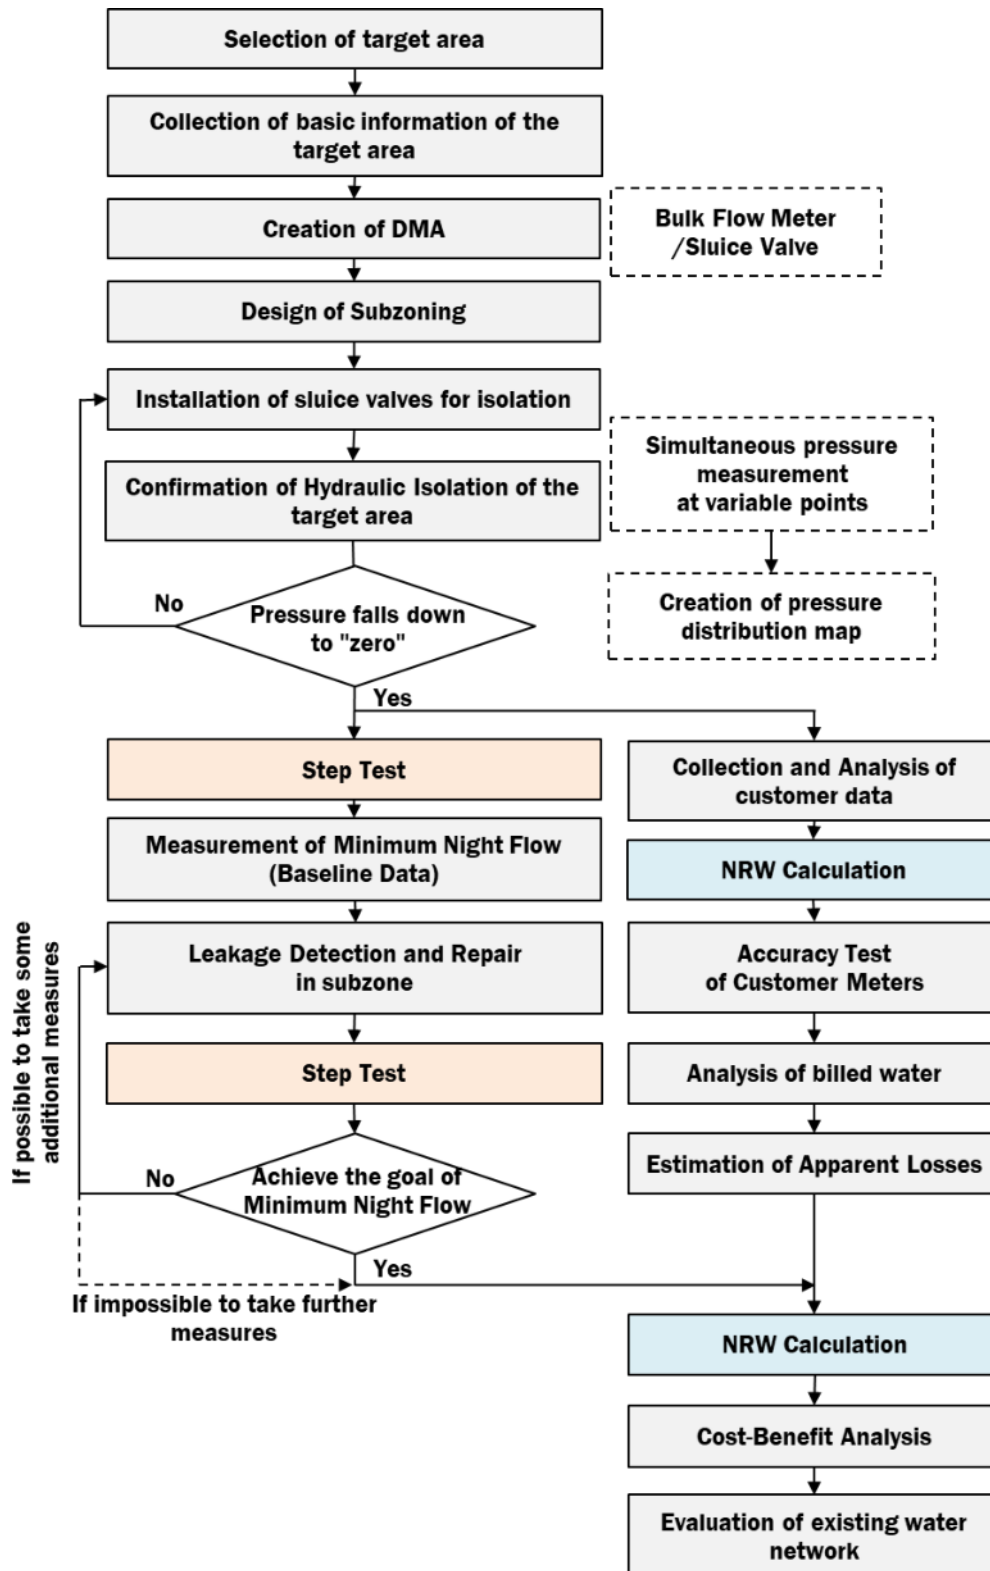 Selection of target area
Collection of basic information of the
target area
Creation of DMA
Bulk Flow Meter
/Sluice Valve
Design of Subzoning
Installation of sluice valves for isolation
Simultaneous pressure
measurement
at variable points
Confirmation of Hydraulic Isolation of the
target area
Creation of pressure
distribution map
No
Pressure falls down
to "zero"
Yes
Step Test
Measurement of Minimum Night Flow
(Baseline Data)
Leakage Detection and Repair
in subzone
Step Test
If possible to take some
additional measures
No
Achieve the goal of
Minimum Night Flow
Yes
If impossible to take further
measures
Collection and Analysis of
customer data
NRW Calculation
Accuracy Test
of Customer Meters
Analysis of billed water
Estimation of Apparent Losses
NRW Calculation
Cost-Benefit Analysis
Evaluation of existing water
network